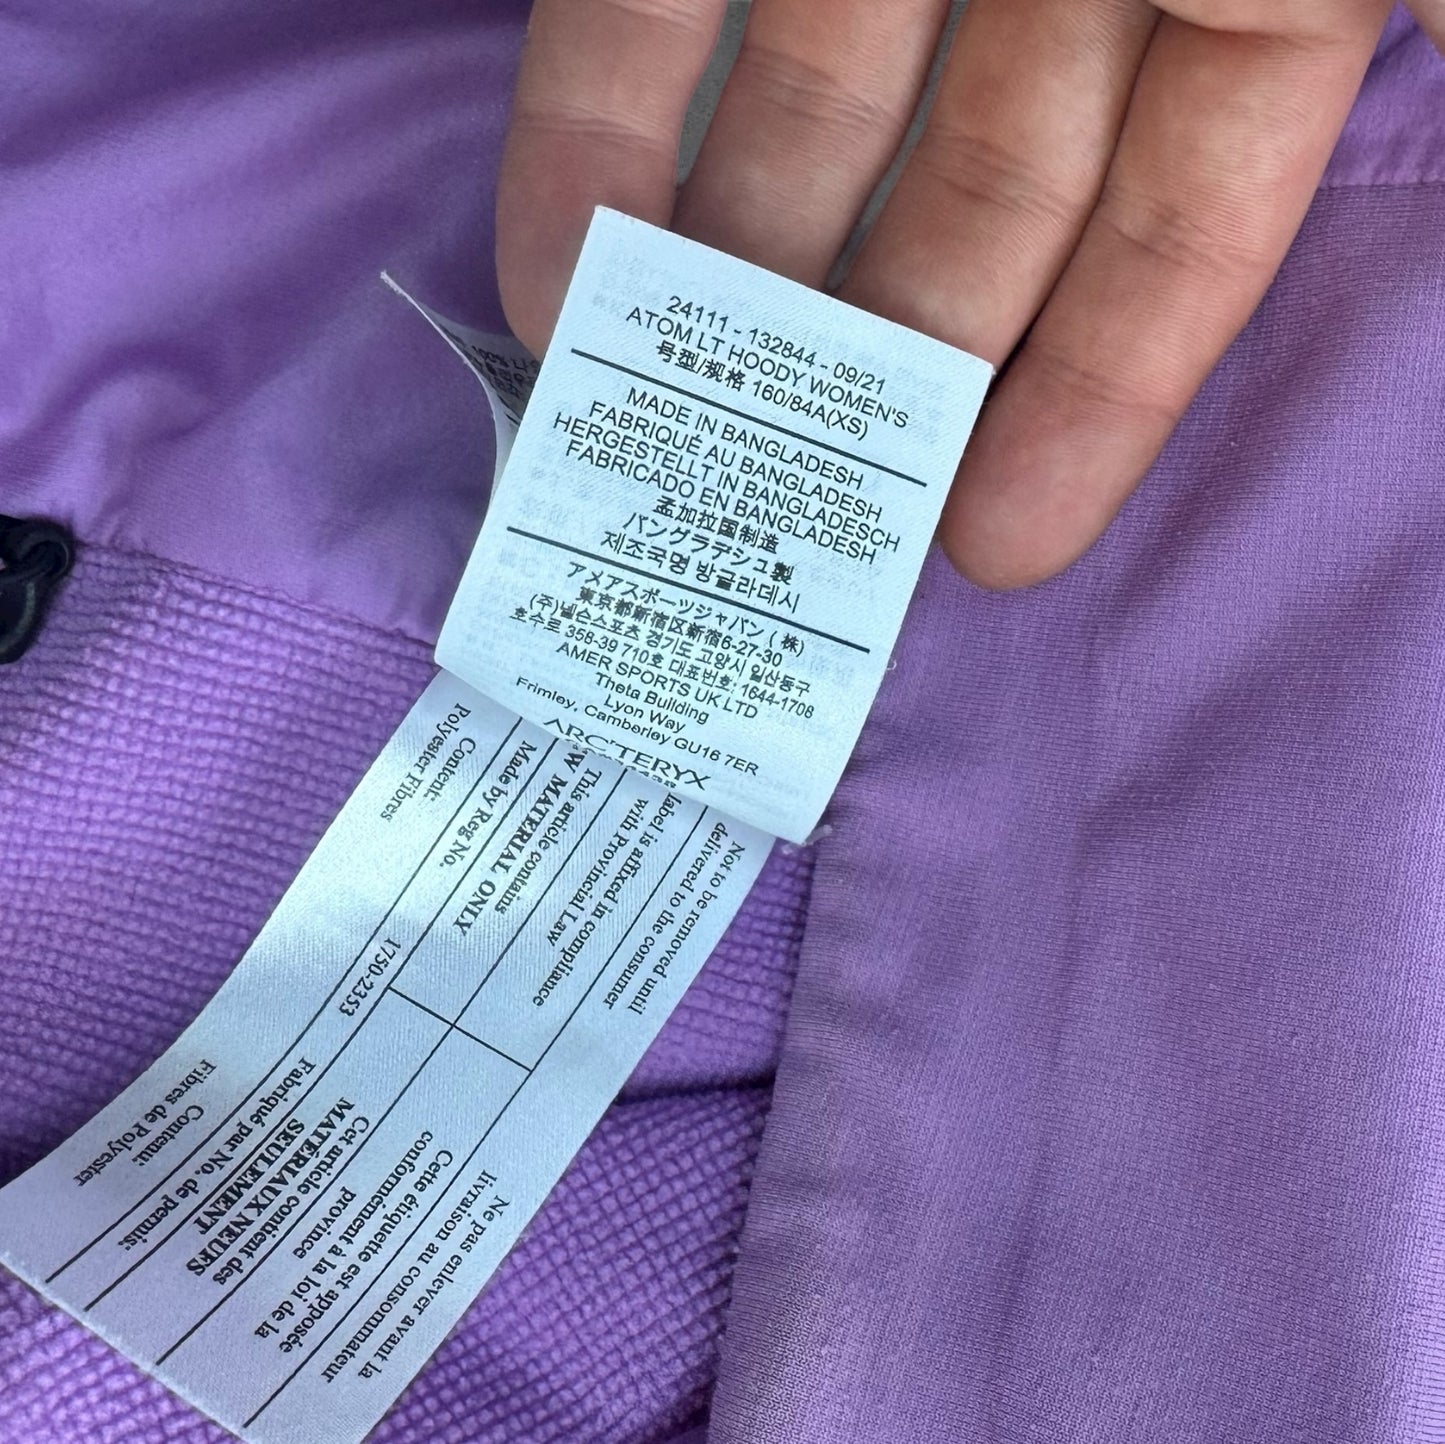 24111 - 132844 - 09/21
ATOM LT HOODY WOMEN'S
号型/规格 160/84A(XS)
MADE IN BANGLADESH
FABRIQUÉ AU BANGLADESH
HERGESTELLT IN BANGLADESCH
FABRICADO EN BANGLADESH
孟加拉国制造
バングラデシュ製
제조국명 방글라데시
アメアスポーツジャパン (株)
東京都新宿区新宿6-27-30
(주)넬슨스포츠 경기도 고양시 일산동구
호수로 358-39 710호 대표번호: 1644-1708
AMER SPORTS UK LTD
Theta Building
Lyon Way
Frimley, Camberley GU16 7ER
ARC'TERYX
100%
Not to be removed until
delivered to the consumer
label is affixed in compliance
with Provincial Law
This article contains
MATERIAL ONLY
Made by Reg No.
1750-2353
Content:
Polyester Fibres
Ne pas enlever avant la
livraison au consommateur
Cette étiquette est apposée
conformément à la loi de la
province
Cet article contient des
MATÉRIAUX NEUFS
SEULEMENT
Fabriqué par No. de permis:
Contenu:
Fibres de Polyester